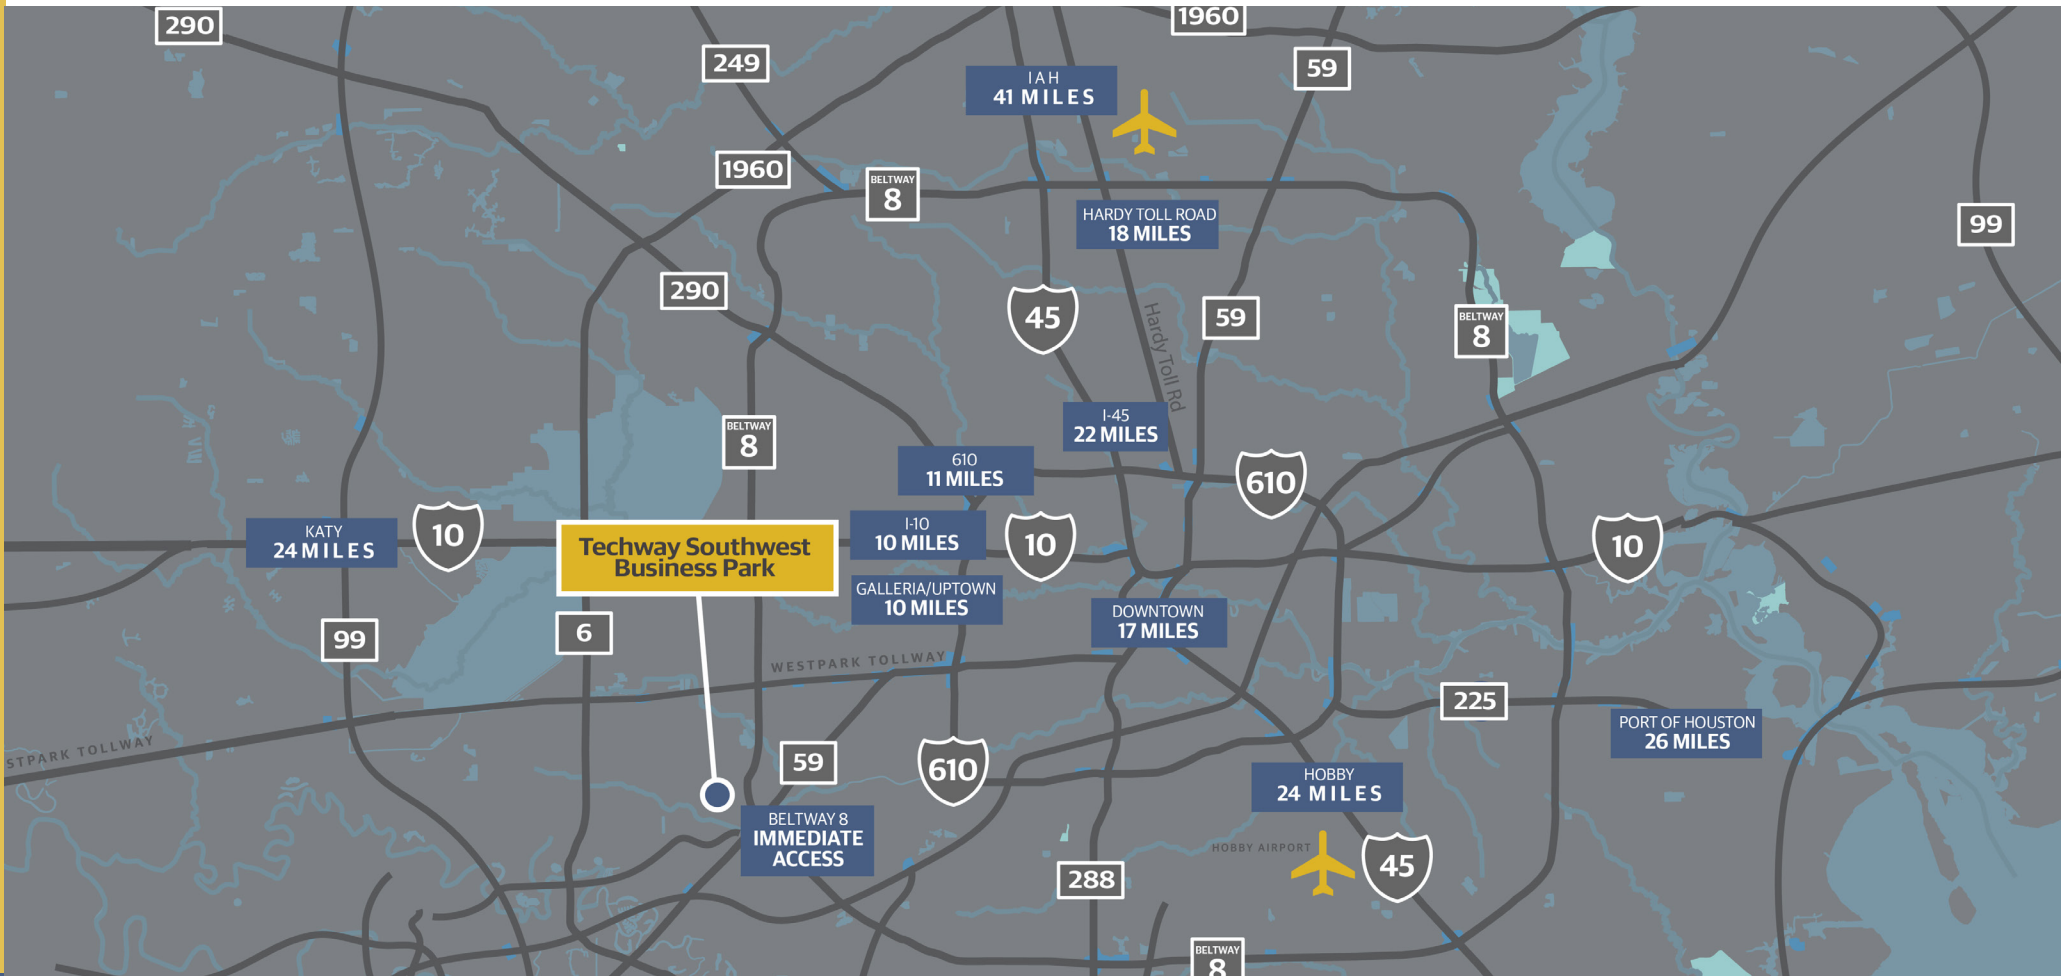 290
1960
249
59
IAH
41 MILES
1960
BELTWAY
8
HARDY TOLL ROAD
18 MILES
99
290
45
Hardy Toll Rd
59
BELTWAY
8
I-45
22 MILES
BELTWAY
8
610
11 MILES
610
KATY
24 MILES
10
Techway Southwest
Business Park
I-10
10 MILES
10
10
GALLERIA/UPTOWN
10 MILES
DOWNTOWN
17 MILES
99
6
WESTPARK TOLLWAY
225
PORT OF HOUSTON
26 MILES
STPARK TOLLWAY
59
610
HOBBY
24 MILES
BELTWAY 8
IMMEDIATE
ACCESS
HOBBY AIRPORT
45
288
BELTWAY
8